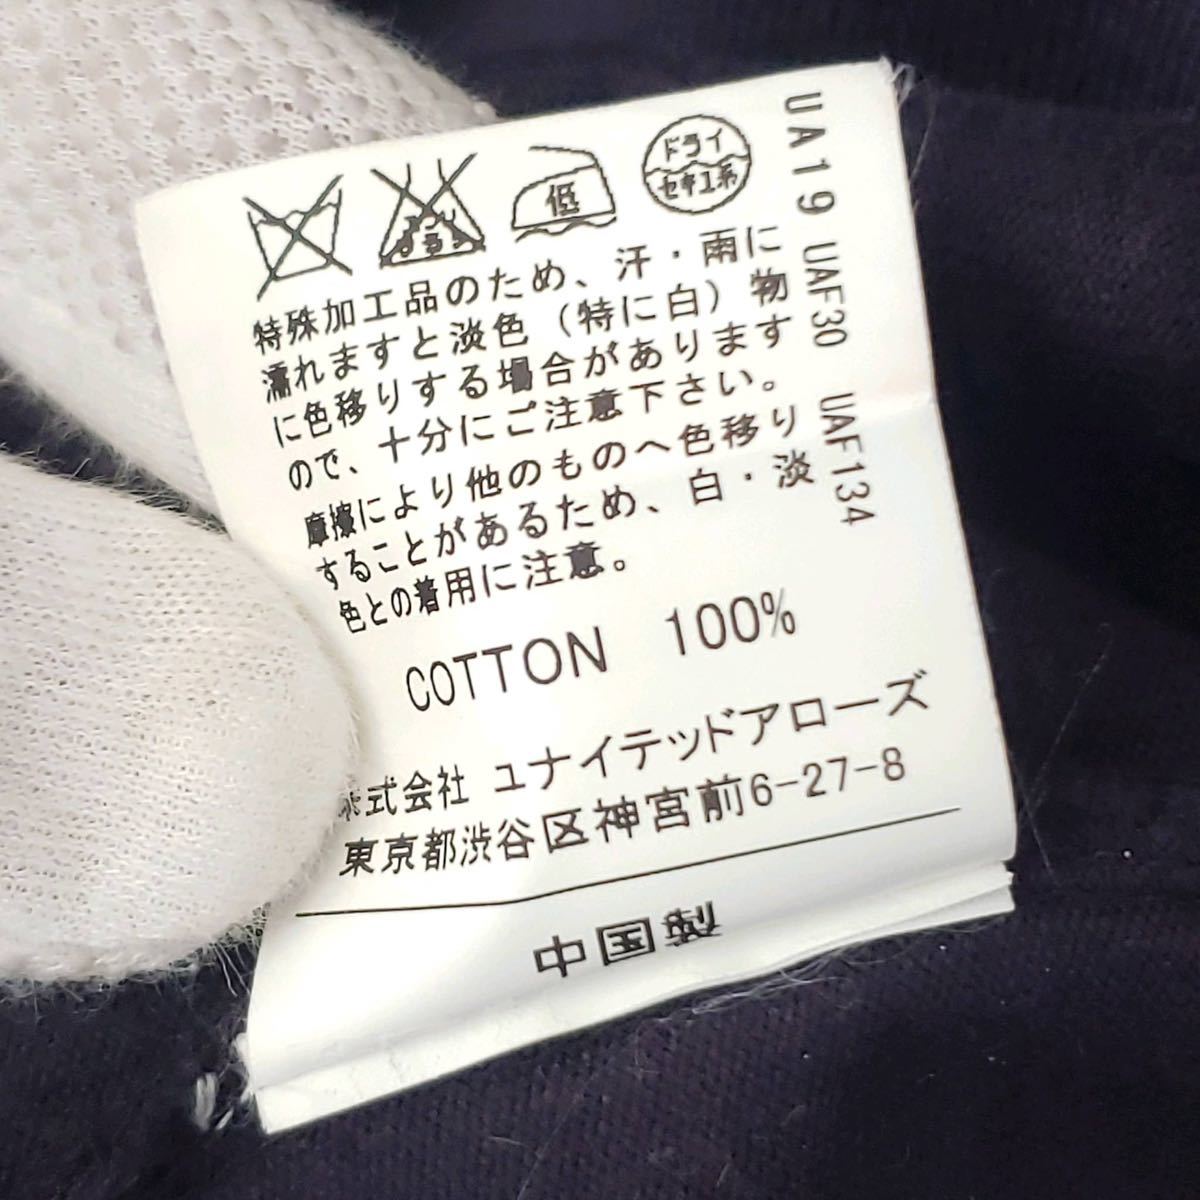 低
ドライ
セキユ系
特殊加工品のため、汗・雨に
濡れますと淡色（特に白）物
に色移りする場合があります
ので、十分にご注意下さい。
摩擦により他のものへ色移り
することがあるため、白・淡
色との着用に注意。
COTTON 100%
株式会社 ユナイテッドアローズ
東京都渋谷区神宮前6-27-8
中国製
UA19 UAF30 UAF134